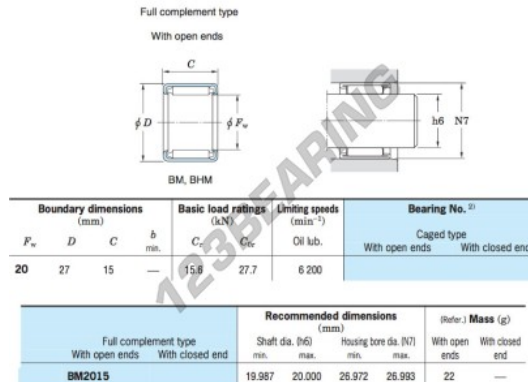 Full complement type
With open ends
C
φ D
φ Fw
h6
N7
BM, BHM
123BEARING
Boundary dimensions Basic load ratings Limiting speeds Bearing No. 2)
(mm) (kN) (min⁻¹)
Fw D C b min. Cr C0r Oil lub. Caged type
With open ends With closed end
20 27 15 — 15.6 27.7 6 200
Recommended dimensions (Refer.) Mass (g)
(mm)
Full complement type Shaft dia. (h6) Housing bore dia. (N7) With open ends With closed end
With open ends With closed end min. max. min. max.
BM2015 19.987 20.000 26.972 26.993 22 —